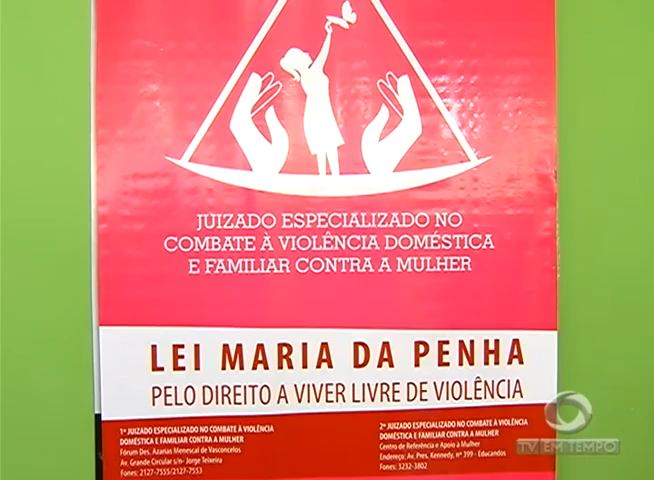 JUIZADO ESPECIALIZADO NO
COMBATE À VIOLÊNCIA DOMÉSTICA
E FAMILIAR CONTRA A MULHER
LEI MARIA DA PENHA
PELO DIREITO A VIVER LIVRE DE VIOLÊNCIA
1º JUIZADO ESPECIALIZADO NO COMBATE À VIOLÊNCIA
DOMÉSTICA E FAMILIAR CONTRA A MULHER
Fórum Des. Azarias Menescal de Vasconcelos
Av. Grande Circular s/n- Jorge Teixeira
Fones: 2127-7555/2127-7553
2º JUIZADO ESPECIALIZADO NO COMBATE À VIOLÊNCIA
DOMÉSTICA E FAMILIAR CONTRA A MULHER
Centro de Referência e Apoio à Mulher
Endereço: Av. Pres. Kennedy, nº 399 - Educandos
Fones: 3232-3802
TV EM TEMPO